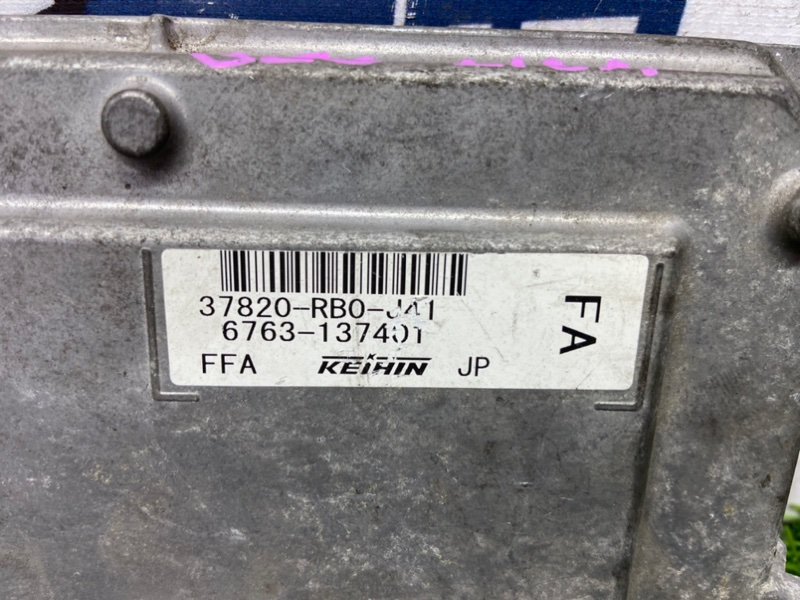 37820-RB0-J41
6763-137401
FFA KEIHIN JP
FA